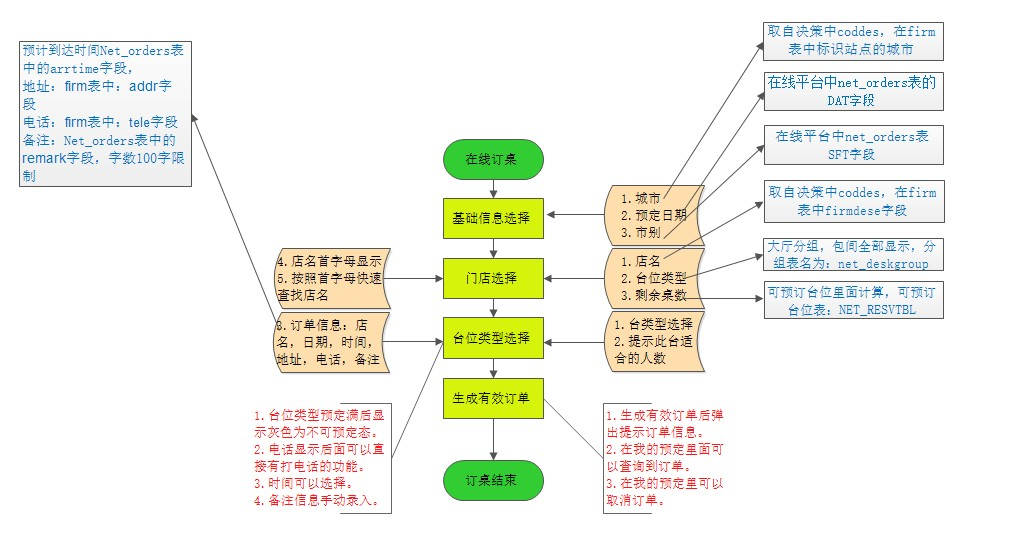 预计到达时间Net_orders表
中的arrtime字段，
地址：firm表中：addr字
段
电话：firm表中：tele字段
备注：Net_orders表中的
remark字段，字数100字限
制
取自决策中coddes，在firm
表中标识站点的城市
在线平台中net_orders表的
DAT字段
在线平台中net_orders表
SFT字段
取自决策中coddes，在firm
表中firmdese字段
大厅分组，包间全部显示，分
组表名为：net_deskgroup
可预订台位里面计算，可预订
台位表：NET_RESVTBL
在线订桌
基础信息选择
1.城市
2.预定日期
3.市别
4.店名首字母显示
5.按照首字母快速
查找店名
门店选择
1.店名
2.台位类型
3.剩余桌数
3.订单信息：店
名，日期，时间，
地址，电话，备注
台位类型选择
1.台类型选择
2.提示此台适
合的人数
生成有效订单
1.台位类型预定满后显
示灰色为不可预定态。
2.电话显示后面可以直
接有打电话的功能。
3.时间可以选择。
4.备注信息手动录入。
1.生成有效订单后弹
出提示订单信息。
2.在我的预定里面可
以查询到订单。
3.在我的预定里可以
取消订单。
订桌结束